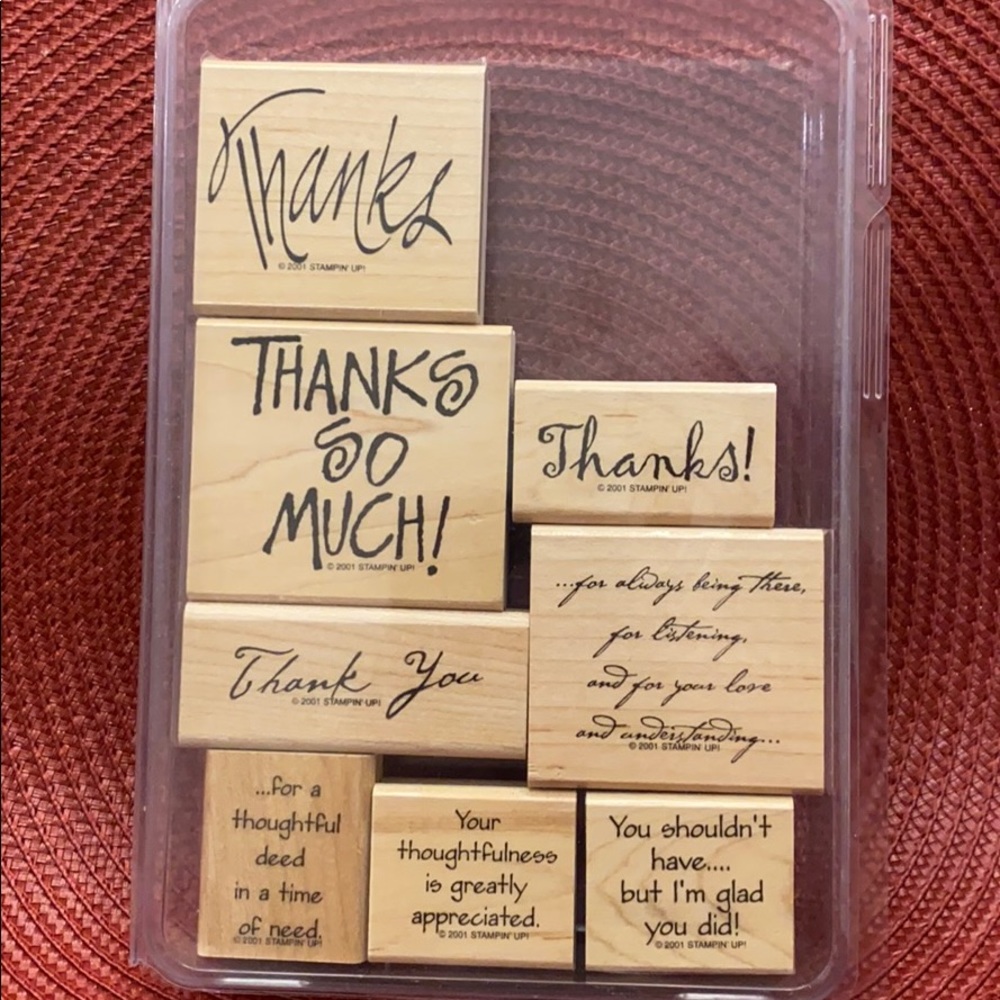 Thanks
© 2001 STAMPIN' UP!
THANKS
SO
MUCH!
© 2001 STAMPIN' UP!
Thanks!
© 2001 STAMPIN' UP!
Thank You
© 2001 STAMPIN' UP!
...for always being there,
for listening,
and for your love
and understanding...
© 2001 STAMPIN' UP!
...for a
thoughtful
deed
in a time
of need.
© 2001 STAMPIN' UP!
Your
thoughtfulness
is greatly
appreciated.
© 2001 STAMPIN' UP!
You shouldn't
have....
but I'm glad
you did!
© 2001 STAMPIN' UP!